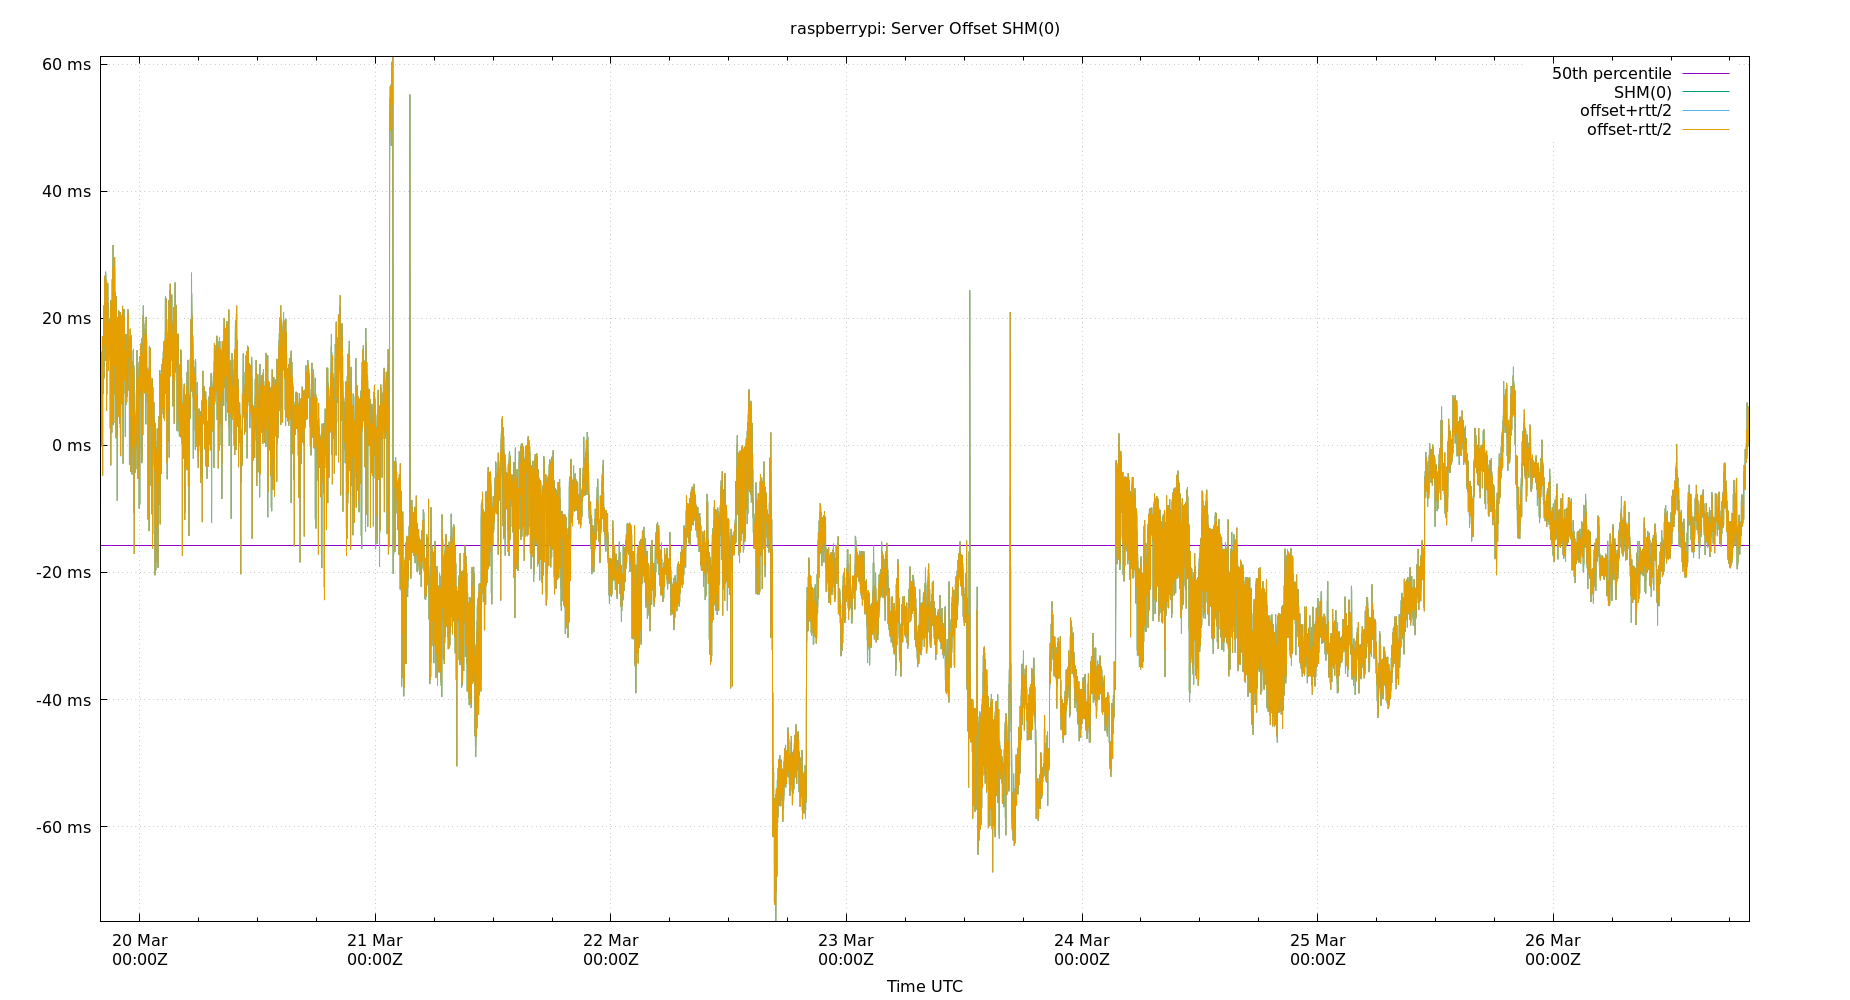 raspberrypi: Server Offset SHM(0)
60 ms
40 ms
20 ms
0 ms
-20 ms
-40 ms
-60 ms
50th percentile
SHM(0)
offset+rtt/2
offset-rtt/2
20 Mar
00:00Z
21 Mar
00:00Z
22 Mar
00:00Z
23 Mar
00:00Z
24 Mar
00:00Z
25 Mar
00:00Z
26 Mar
00:00Z
Time UTC